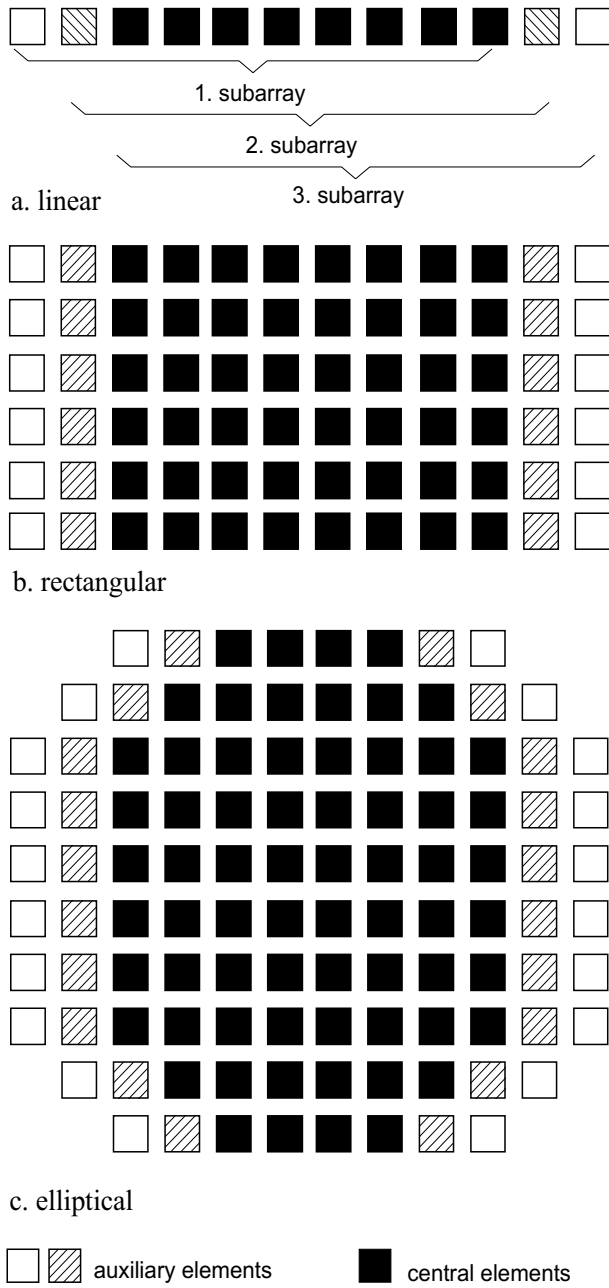 1. subarray
2. subarray
3. subarray
a. linear
b. rectangular
c. elliptical
auxiliary elements
central elements